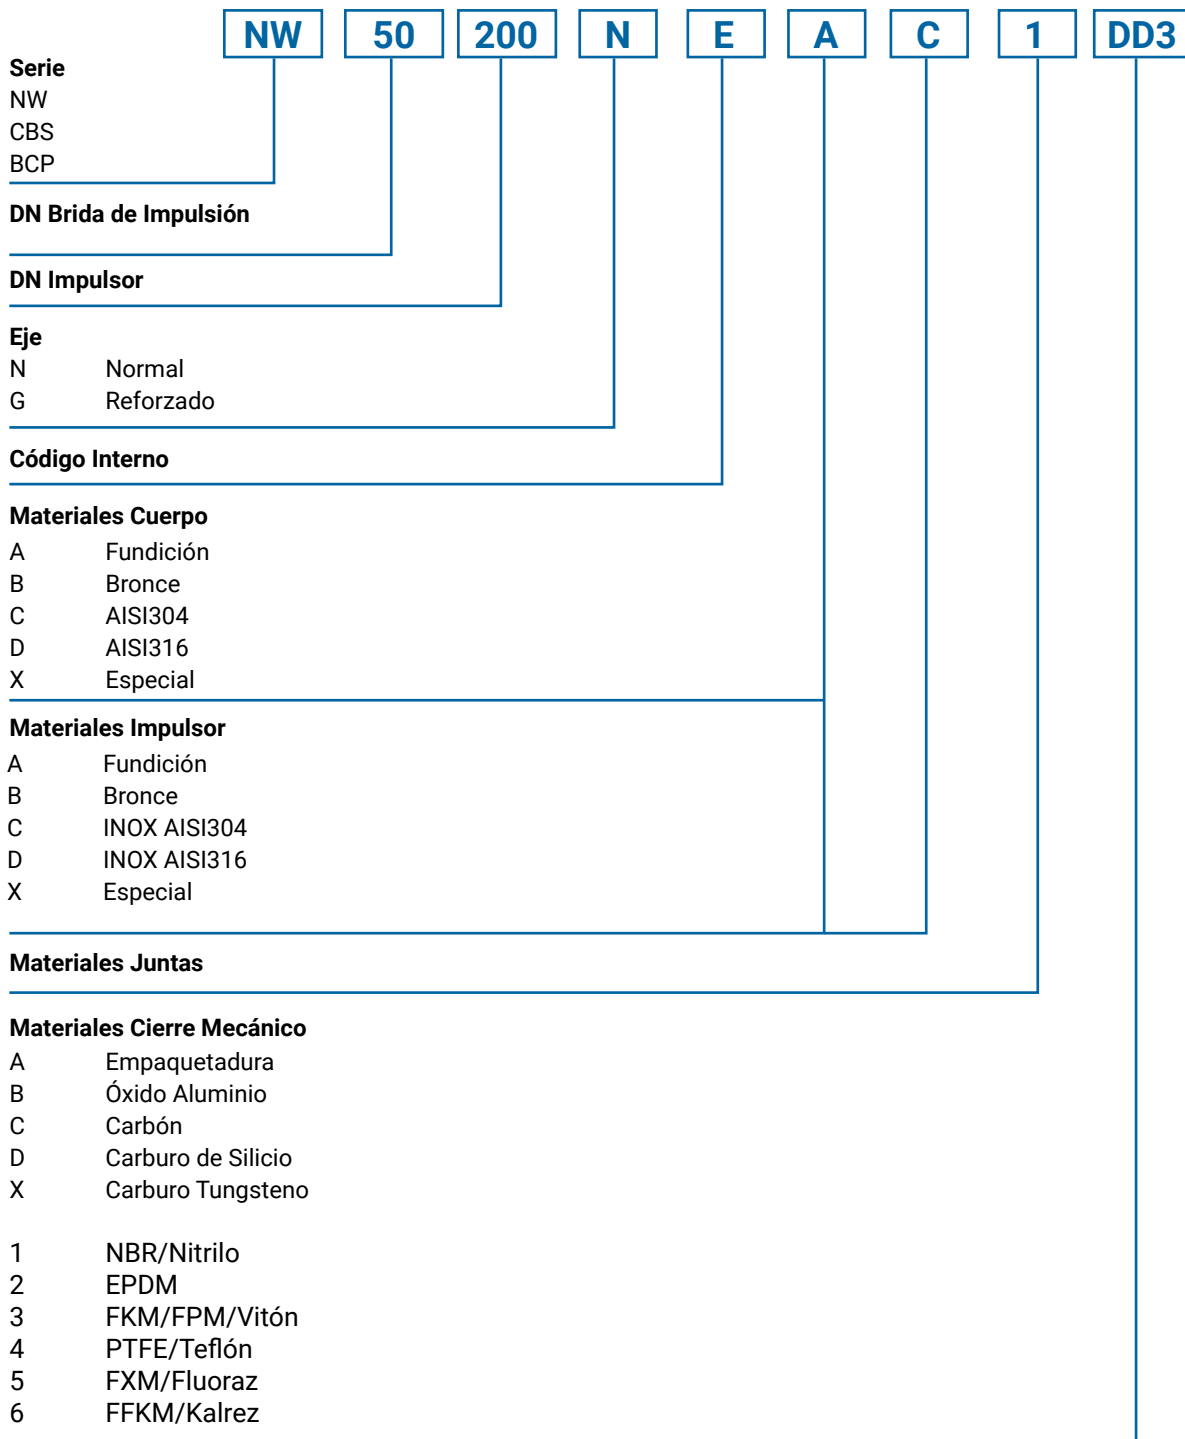 NW 50 200 N E A C 1 DD3
Serie
NW
CBS
BCP
DN Brida de Impulsión
DN Impulsor
Eje
N Normal
G Reforzado
Código Interno
Materiales Cuerpo
A Fundición
B Bronce
C AISI304
D AISI316
X Especial
Materiales Impulsor
A Fundición
B Bronce
C INOX AISI304
D INOX AISI316
X Especial
Materiales Juntas
Materiales Cierre Mecánico
A Empaquetadura
B Óxido Aluminio
C Carbón
D Carburo de Silicio
X Carburo Tungsteno
1 NBR/Nitrilo
2 EPDM
3 FKM/FPM/Vitón
4 PTFE/Teflón
5 FXM/Fluoraz
6 FFKM/Kalrez